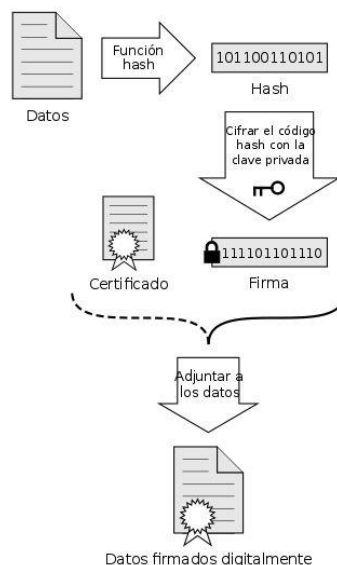 Función
hash
101100110101
Datos
Hash
Cifrar el código
hash con la
clave privada
111101101110
Certificado
Firma
Adjuntar a
los datos
Datos firmados digitalmente